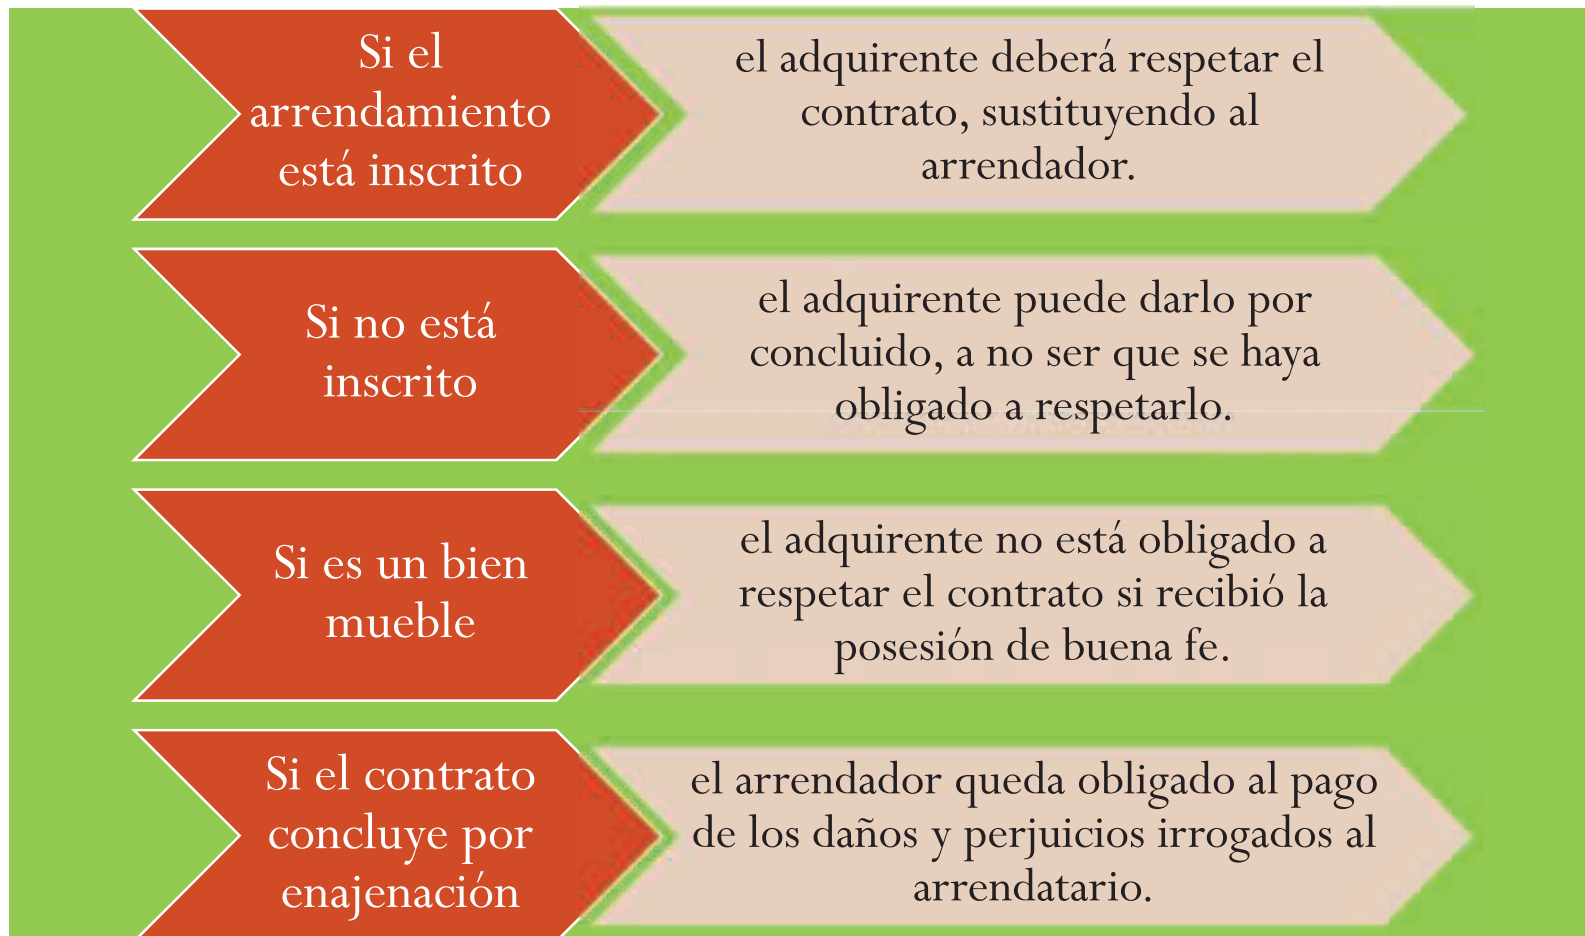 Si el
arrendamiento
está inscrito
el adquirente deberá respetar el
contrato, sustituyendo al
arrendador.
Si no está
inscrito
el adquirente puede darlo por
concluido, a no ser que se haya
obligado a respetarlo.
Si es un bien
mueble
el adquirente no está obligado a
respetar el contrato si recibió la
posesión de buena fe.
Si el contrato
concluye por
enajenación
el arrendador queda obligado al pago
de los daños y perjuicios irrogados al
arrendatario.